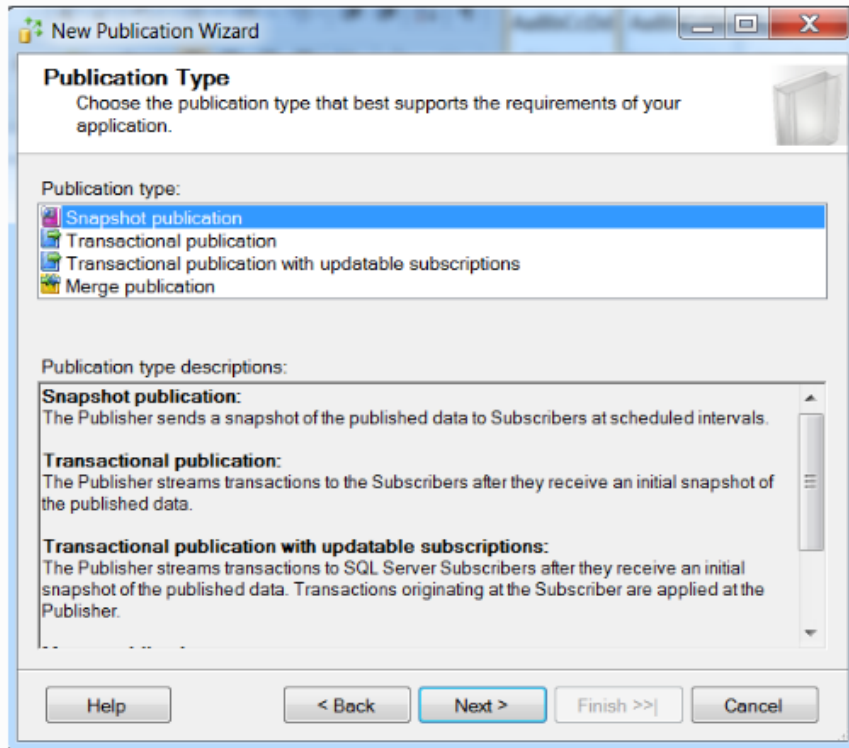 New Publication Wizard
Publication Type
Choose the publication type that best supports the requirements of your
application.
Publication type:
Snapshot publication
Transactional publication
Transactional publication with updatable subscriptions
Merge publication
Publication type descriptions:
Snapshot publication:
The Publisher sends a snapshot of the published data to Subscribers at scheduled intervals.
Transactional publication:
The Publisher streams transactions to the Subscribers after they receive an initial snapshot of
the published data.
Transactional publication with updatable subscriptions:
The Publisher streams transactions to SQL Server Subscribers after they receive an initial
snapshot of the published data. Transactions originating at the Subscriber are applied at the
Publisher.
Help
< Back
Next >
Finish >>|
Cancel